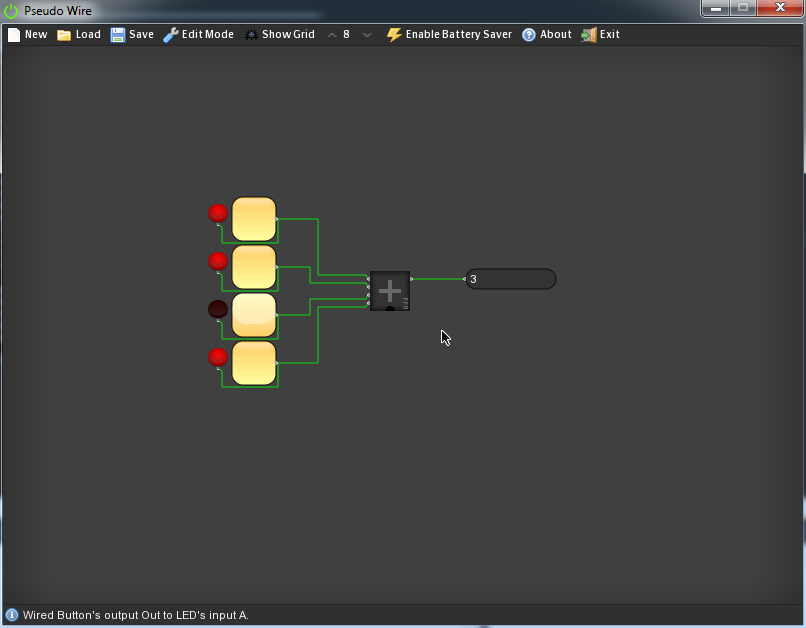 Pseudo Wire
New Load Save Edit Mode Show Grid 8 Enable Battery Saver About Exit
3
Wired Button's output Out to LED's input A.